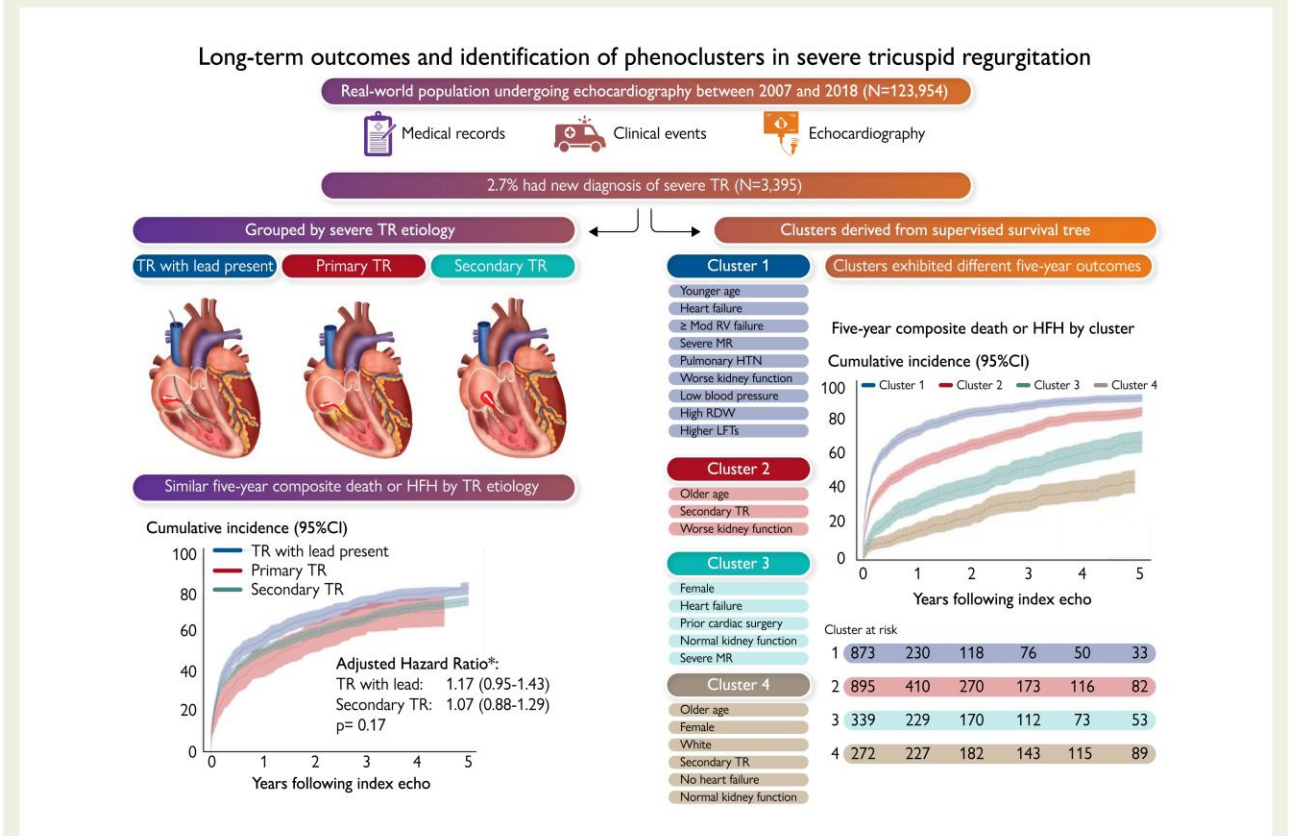 Long-term outcomes and identification of phenoclusters in severe tricuspid regurgitation
Real-world population undergoing echocardiography between 2007 and 2018 (N=123,954)
Medical records
Clinical events
Echocardiography
2.7% had new diagnosis of severe TR (N=3,395)
Grouped by severe TR etiology
TR with lead present
Primary TR
Secondary TR
Similar five-year composite death or HFH by TR etiology
Cumulative incidence (95%CI)
100
80
60
40
20
0
TR with lead present
Primary TR
Secondary TR
Adjusted Hazard Ratio*:
TR with lead: 1.17 (0.95-1.43)
Secondary TR: 1.07 (0.88-1.29)
p= 0.17
0 1 2 3 4 5
Years following index echo
Clusters derived from supervised survival tree
Cluster 1
Younger age
Heart failure
≥ Mod RV failure
Severe MR
Pulmonary HTN
Worse kidney function
Low blood pressure
High RDW
Higher LFTs
Cluster 2
Older age
Secondary TR
Worse kidney function
Cluster 3
Female
Heart failure
Prior cardiac surgery
Normal kidney function
Severe MR
Cluster 4
Older age
Female
White
Secondary TR
No heart failure
Normal kidney function
Clusters exhibited different five-year outcomes
Five-year composite death or HFH by cluster
Cumulative incidence (95%CI)
Cluster 1 Cluster 2 Cluster 3 Cluster 4
100
80
60
40
20
0
0 1 2 3 4 5
Years following index echo
Cluster at risk
1 873 230 118 76 50 33
2 895 410 270 173 116 82
3 339 229 170 112 73 53
4 272 227 182 143 115 89